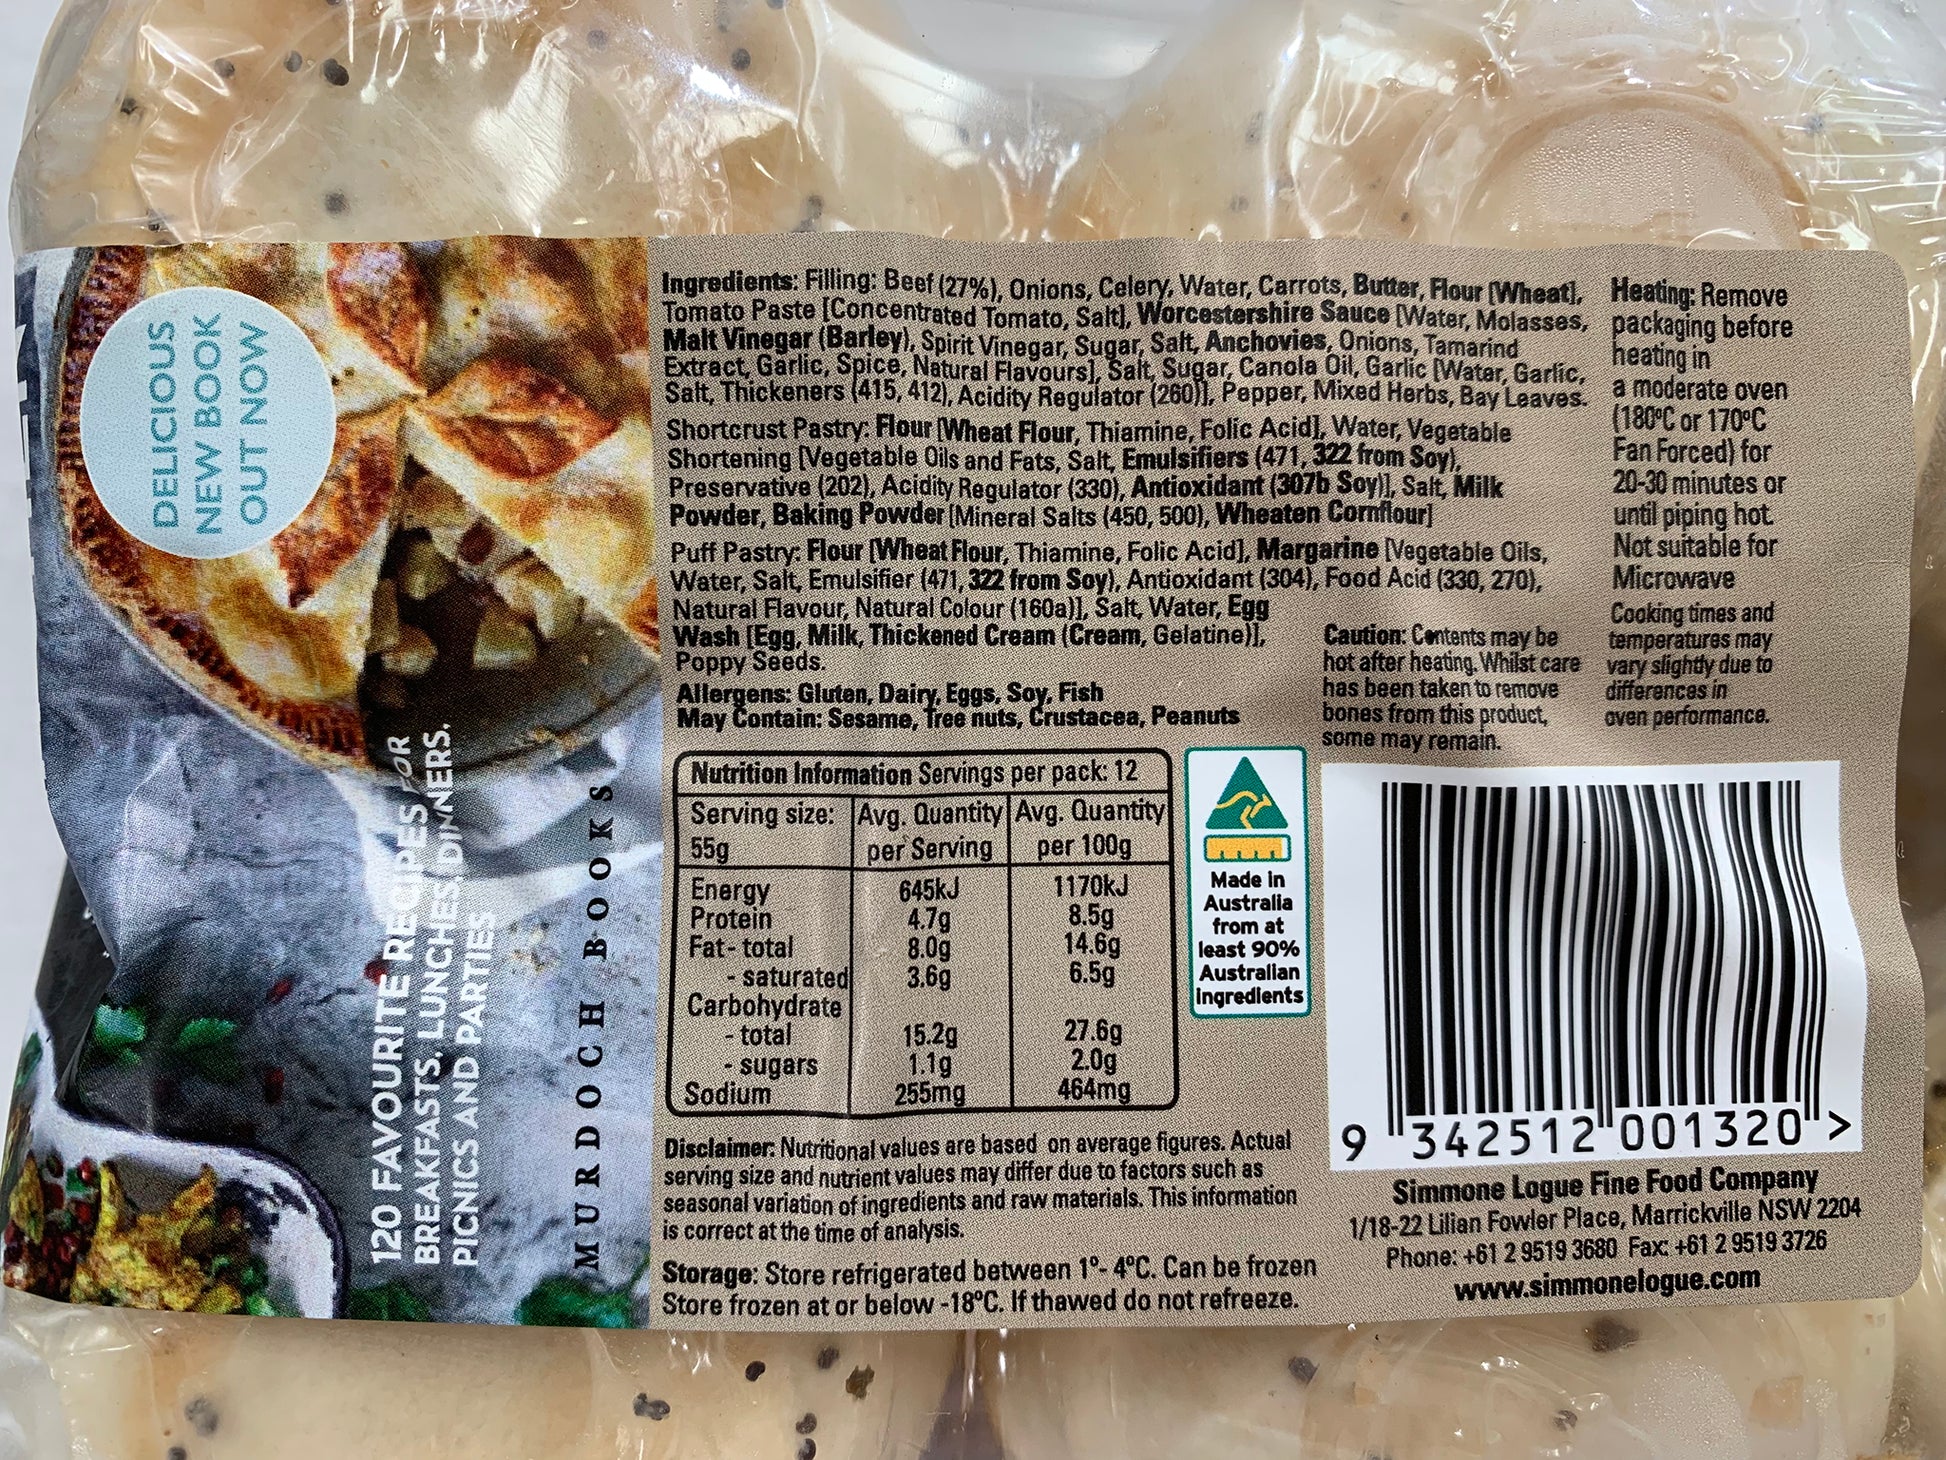 DELICIOUS
NEW BOOK
OUT NOW
120 FAVOURITE RECIPES FOR
BREAKFASTS, LUNCHES, DINNERS,
PICNICS AND PARTIES
MURDOCH BOOKS
Ingredients: Filling: Beef (27%), Onions, Celery, Water, Carrots, Butter, Flour [Wheat],
Tomato Paste [Concentrated Tomato, Salt], Worcestershire Sauce [Water, Molasses,
Malt Vinegar (Barley), Spirit Vinegar, Sugar, Salt, Anchovies, Onions, Tamarind
Extract, Garlic, Spice, Natural Flavours], Salt, Sugar, Canola Oil, Garlic [Water, Garlic,
Salt, Thickeners (415, 412), Acidity Regulator (260)], Pepper, Mixed Herbs, Bay Leaves.
Shortcrust Pastry: Flour [Wheat Flour, Thiamine, Folic Acid], Water, Vegetable
Shortening [Vegetable Oils and Fats, Salt, Emulsifiers (471, 322 from Soy),
Preservative (202), Acidity Regulator (330), Antioxidant (307b Soy)], Salt, Milk
Powder, Baking Powder [Mineral Salts (450, 500), Wheaten Cornflour]
Puff Pastry: Flour [Wheat Flour, Thiamine, Folic Acid], Margarine [Vegetable Oils,
Water, Salt, Emulsifier (471, 322 from Soy), Antioxidant (304), Food Acid (330, 270),
Natural Flavour, Natural Colour (160a)], Salt, Water, Egg
Wash [Egg, Milk, Thickened Cream (Cream, Gelatine)],
Poppy Seeds.
Allergens: Gluten, Dairy, Eggs, Soy, Fish
May Contain: Sesame, Tree nuts, Crustacea, Peanuts
Heating: Remove
packaging before
heating in
a moderate oven
(180ºC or 170ºC
Fan Forced) for
20-30 minutes or
until piping hot.
Not suitable for
Microwave
Cooking times and
temperatures may
vary slightly due to
differences in
oven performance.
Caution: Contents may be
hot after heating. Whilst care
has been taken to remove
bones from this product,
some may remain.
Nutrition Information Servings per pack: 12
Serving size: Avg. Quantity Avg. Quantity
55g per Serving per 100g
Energy 645kJ 1170kJ
Protein 4.7g 8.5g
Fat- total 8.0g 14.6g
- saturated 3.6g 6.5g
Carbohydrate
- total 15.2g 27.6g
- sugars 1.1g 2.0g
Sodium 255mg 464mg
Made in
Australia
from at
least 90%
Australian
ingredients
Disclaimer: Nutritional values are based on average figures. Actual
serving size and nutrient values may differ due to factors such as
seasonal variation of ingredients and raw materials. This information
is correct at the time of analysis.
Storage: Store refrigerated between 1º- 4ºC. Can be frozen
Store frozen at or below -18ºC. If thawed do not refreeze.
9 342512 001320 >
Simmone Logue Fine Food Company
1/18-22 Lilian Fowler Place, Marrickville NSW 2204
Phone: +61 2 9519 3680 Fax: +61 2 9519 3726
www.simmonelogue.com